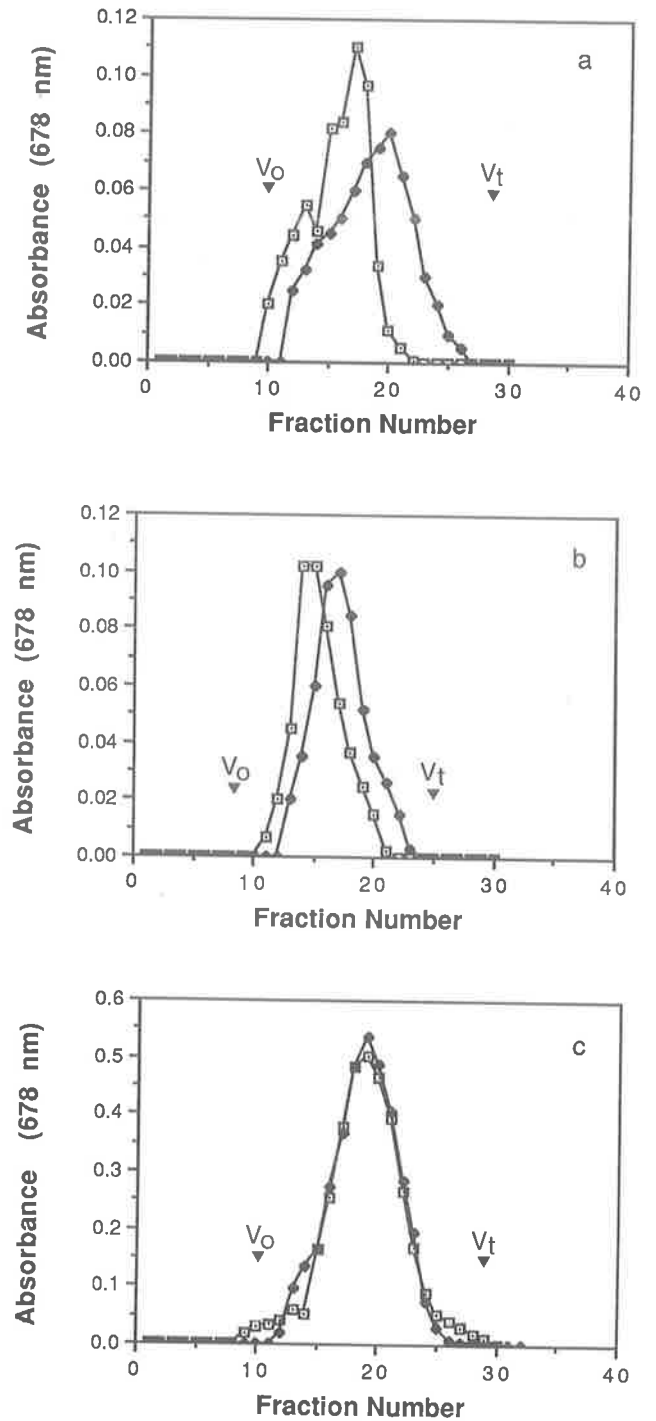 0.12
a
0.10
0.08
Vo
Vt
0.06
0.04
0.02
0.00
0 10 20 30 40
Absorbance (678 nm)
Fraction Number
0.12
b
0.10
0.08
0.06
0.04
Vo
Vt
0.02
0.00
0 10 20 30 40
Absorbance (678 nm)
Fraction Number
0.6
c
0.5
0.4
0.3
0.2
Vo
Vt
0.1
0.0
0 10 20 30 40
Absorbance (678 nm)
Fraction Number